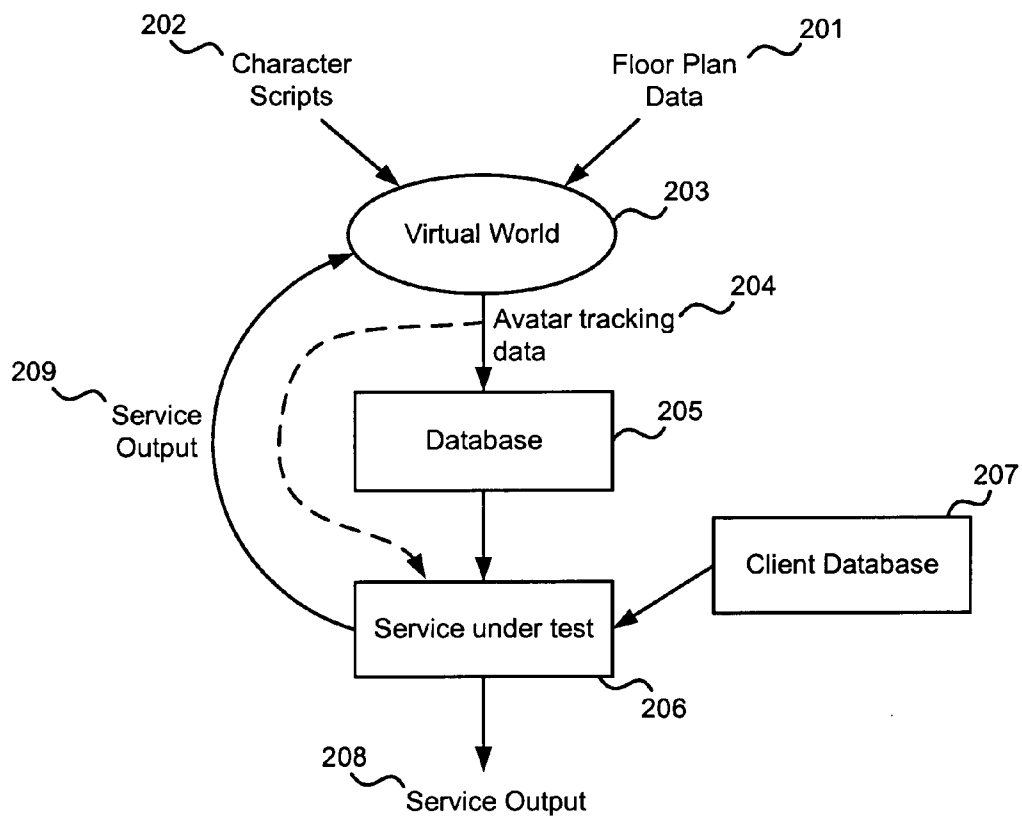 202
Character
Scripts
201
Floor Plan
Data
203
Virtual World
204
Avatar tracking
data
209
Service
Output
205
Database
207
Client Database
Service under test
206
208
Service Output